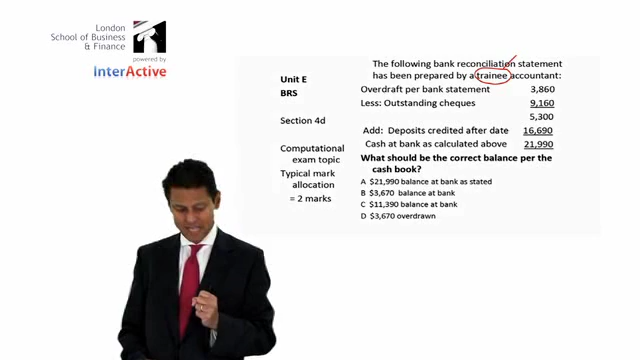 London
School of Business
& Finance
powered by
InterActive
Unit E
BRS
Section 4d
Computational
exam topic
Typical mark
allocation
= 2 marks
The following bank reconciliation statement
has been prepared by a trainee accountant:
Overdraft per bank statement 3,860
Less: Outstanding cheques 9,160
5,300
Add: Deposits credited after date 16,690
Cash at bank as calculated above 21,990
What should be the correct balance per the
cash book?
A $21,990 balance at bank as stated
B $3,670 balance at bank
C $11,390 balance at bank
D $3,670 overdrawn